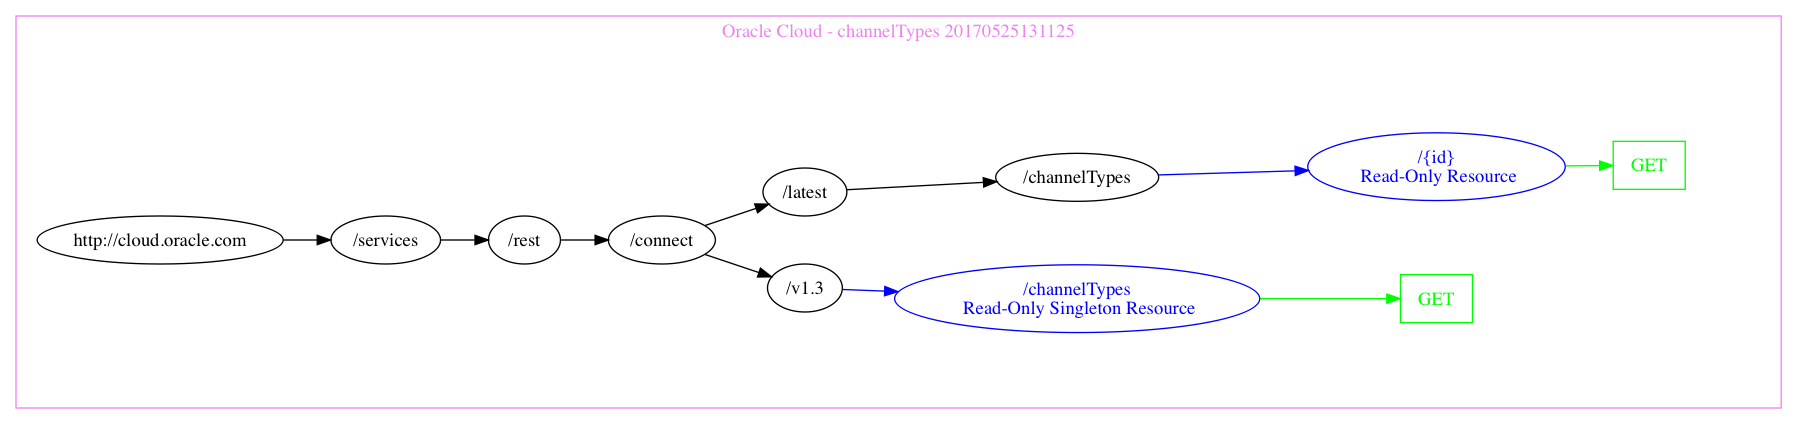 Oracle Cloud - channelTypes 20170525131125
http://cloud.oracle.com
/services
/rest
/connect
/latest
/channelTypes
/{id}
Read-Only Resource
GET
/v1.3
/channelTypes
Read-Only Singleton Resource
GET